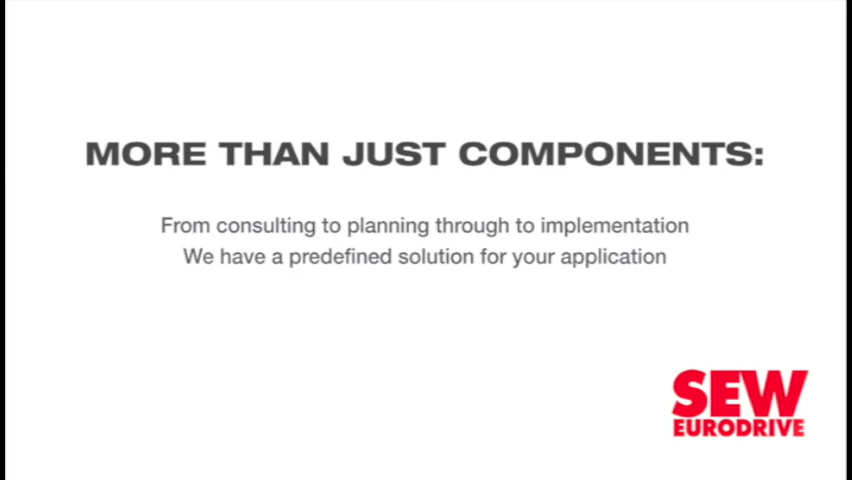 MORE THAN JUST COMPONENTS:
From consulting to planning through to implementation
We have a predefined solution for your application
SEW
EURODRIVE